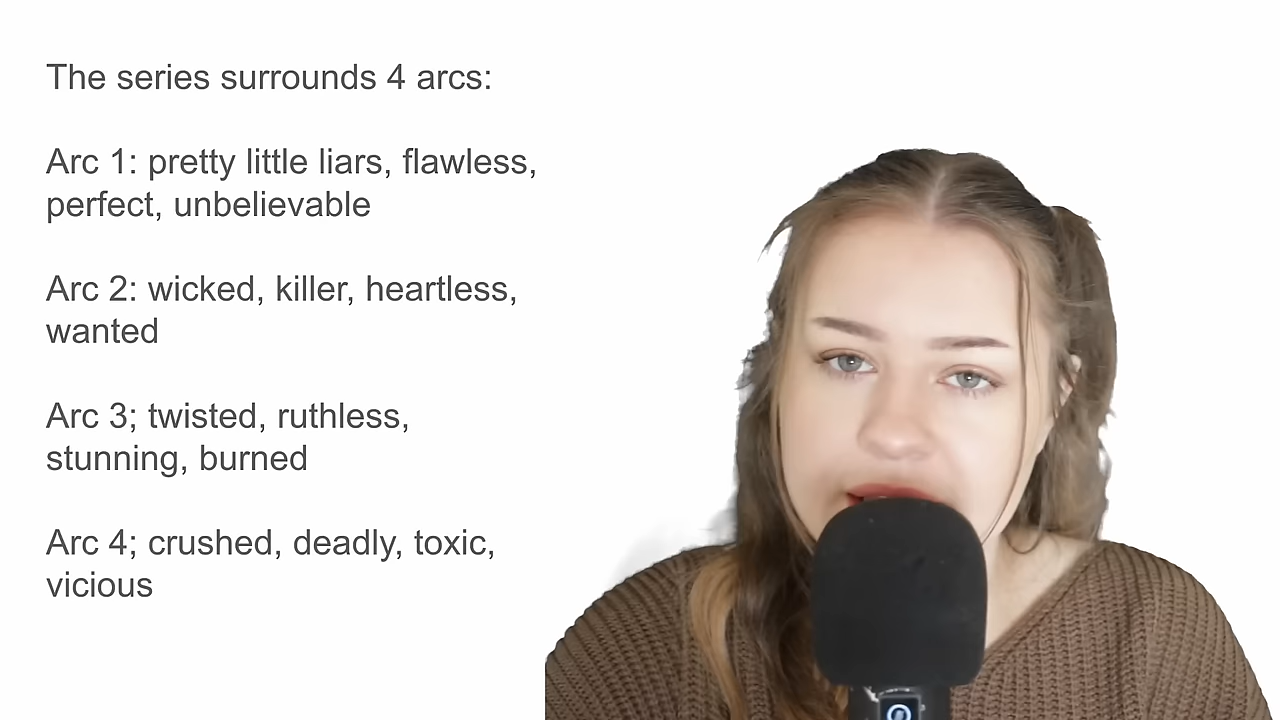 The series surrounds 4 arcs:
Arc 1: pretty little liars, flawless,
perfect, unbelievable
Arc 2: wicked, killer, heartless,
wanted
Arc 3; twisted, ruthless,
stunning, burned
Arc 4; crushed, deadly, toxic,
vicious